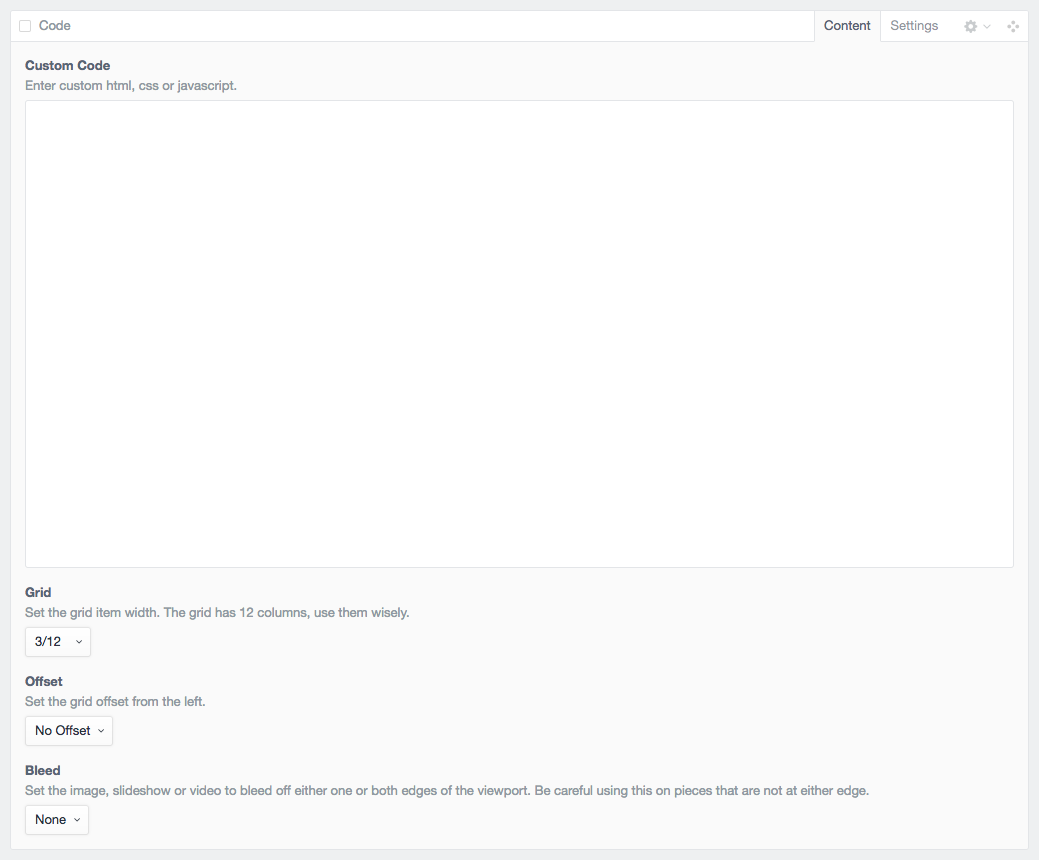 Code Content Settings
Custom Code
Enter custom html, css or javascript.
Grid
Set the grid item width. The grid has 12 columns, use them wisely.
3/12
Offset
Set the grid offset from the left.
No Offset
Bleed
Set the image, slideshow or video to bleed off either one or both edges of the viewport. Be careful using this on pieces that are not at either edge.
None